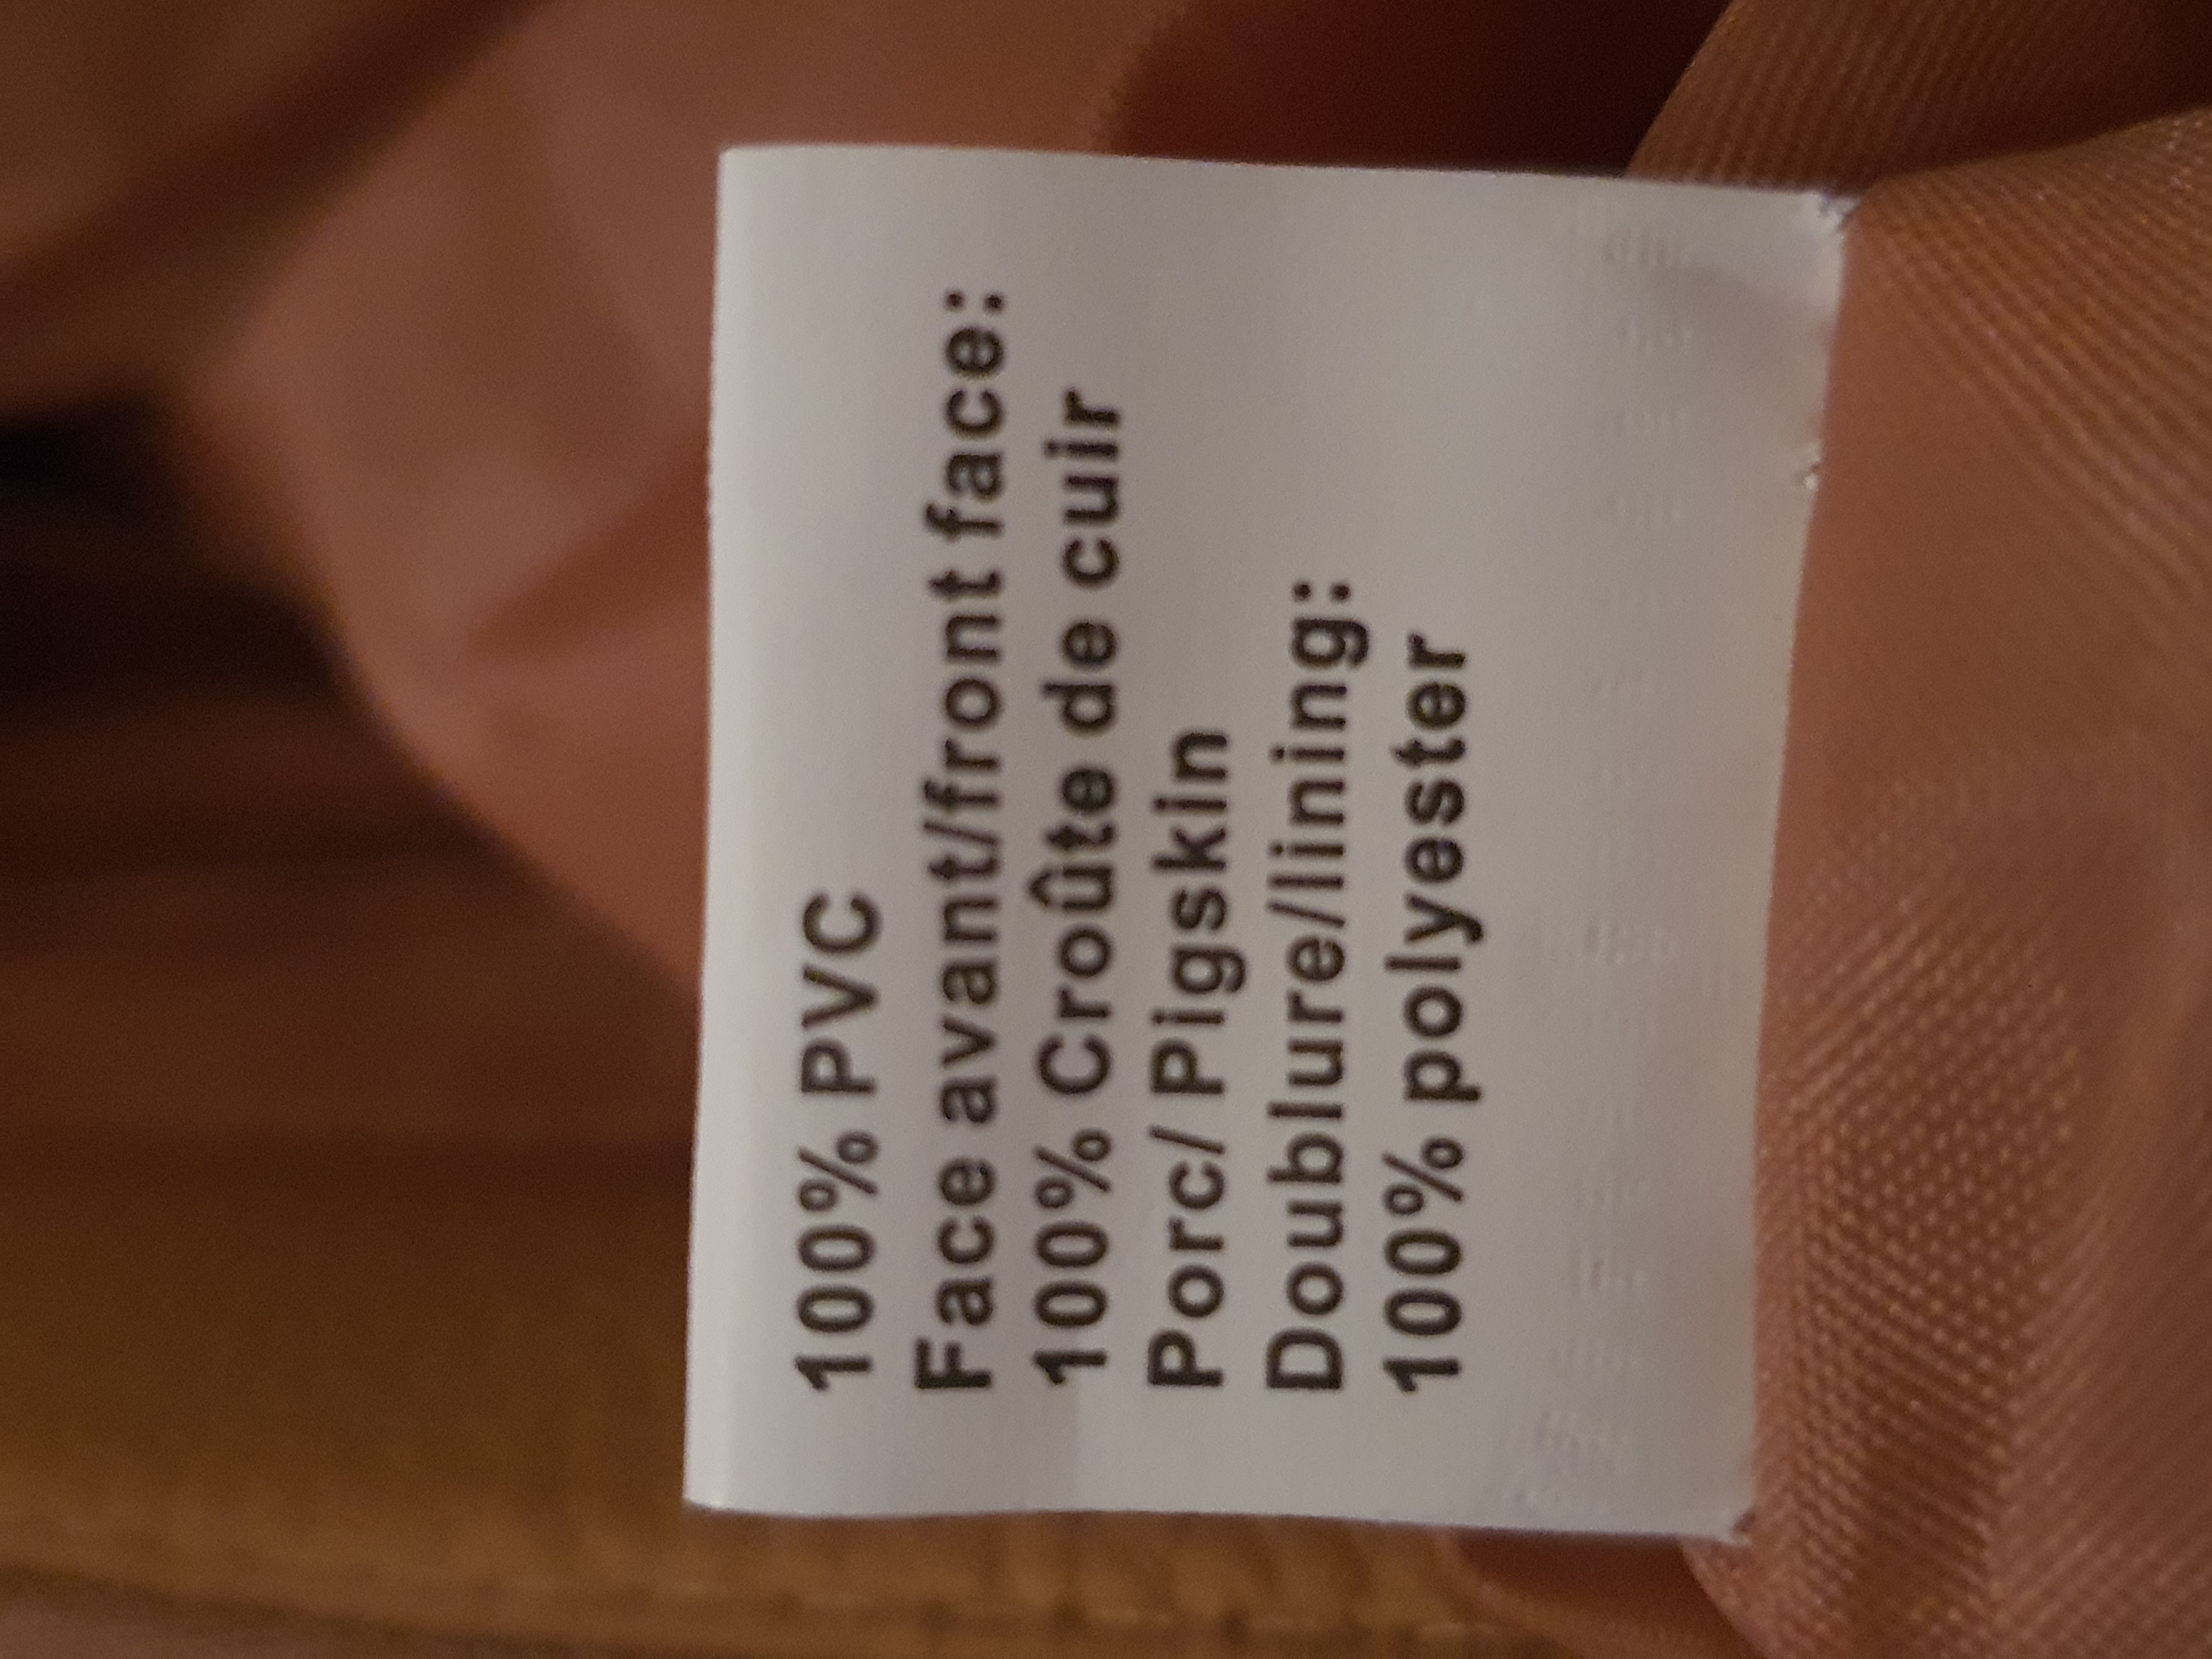 100% PVC
Face avant/front face:
100% Croûte de cuir
Porc/ Pigskin
Doublure/lining:
100% polyester